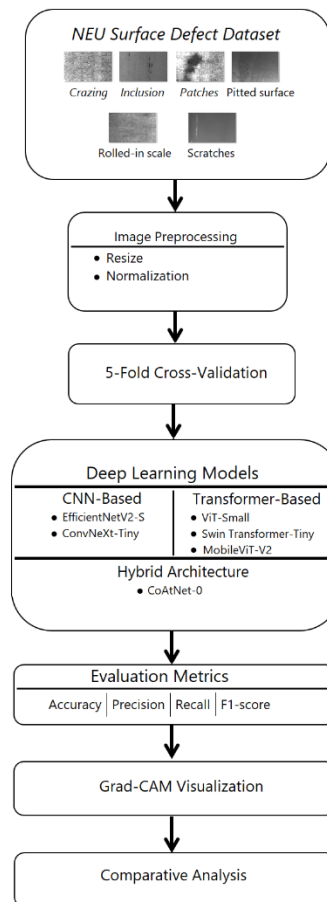 NEU Surface Defect Dataset
Crazing Inclusion Patches Pitted surface
Rolled-in scale Scratches
Image Preprocessing
• Resize
• Normalization
5-Fold Cross-Validation
Deep Learning Models
CNN-Based Transformer-Based
• EfficientNetV2-S • ViT-Small
• ConvNeXt-Tiny • Swin Transformer-Tiny
• MobileViT-V2
Hybrid Architecture
• CoAtNet-0
Evaluation Metrics
Accuracy Precision Recall F1-score
Grad-CAM Visualization
Comparative Analysis